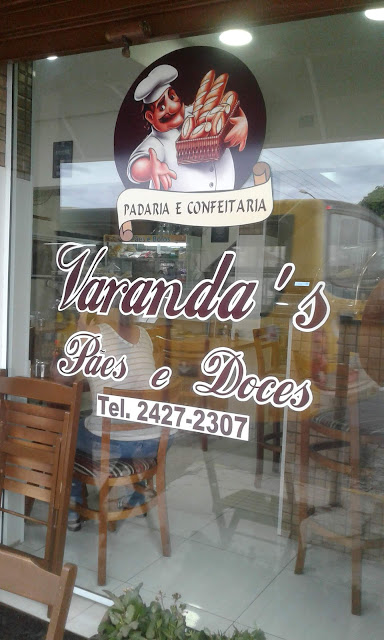 PADARIA E CONFEITARIA
Varanda's
Pães e Doces
Tel. 2427-2307